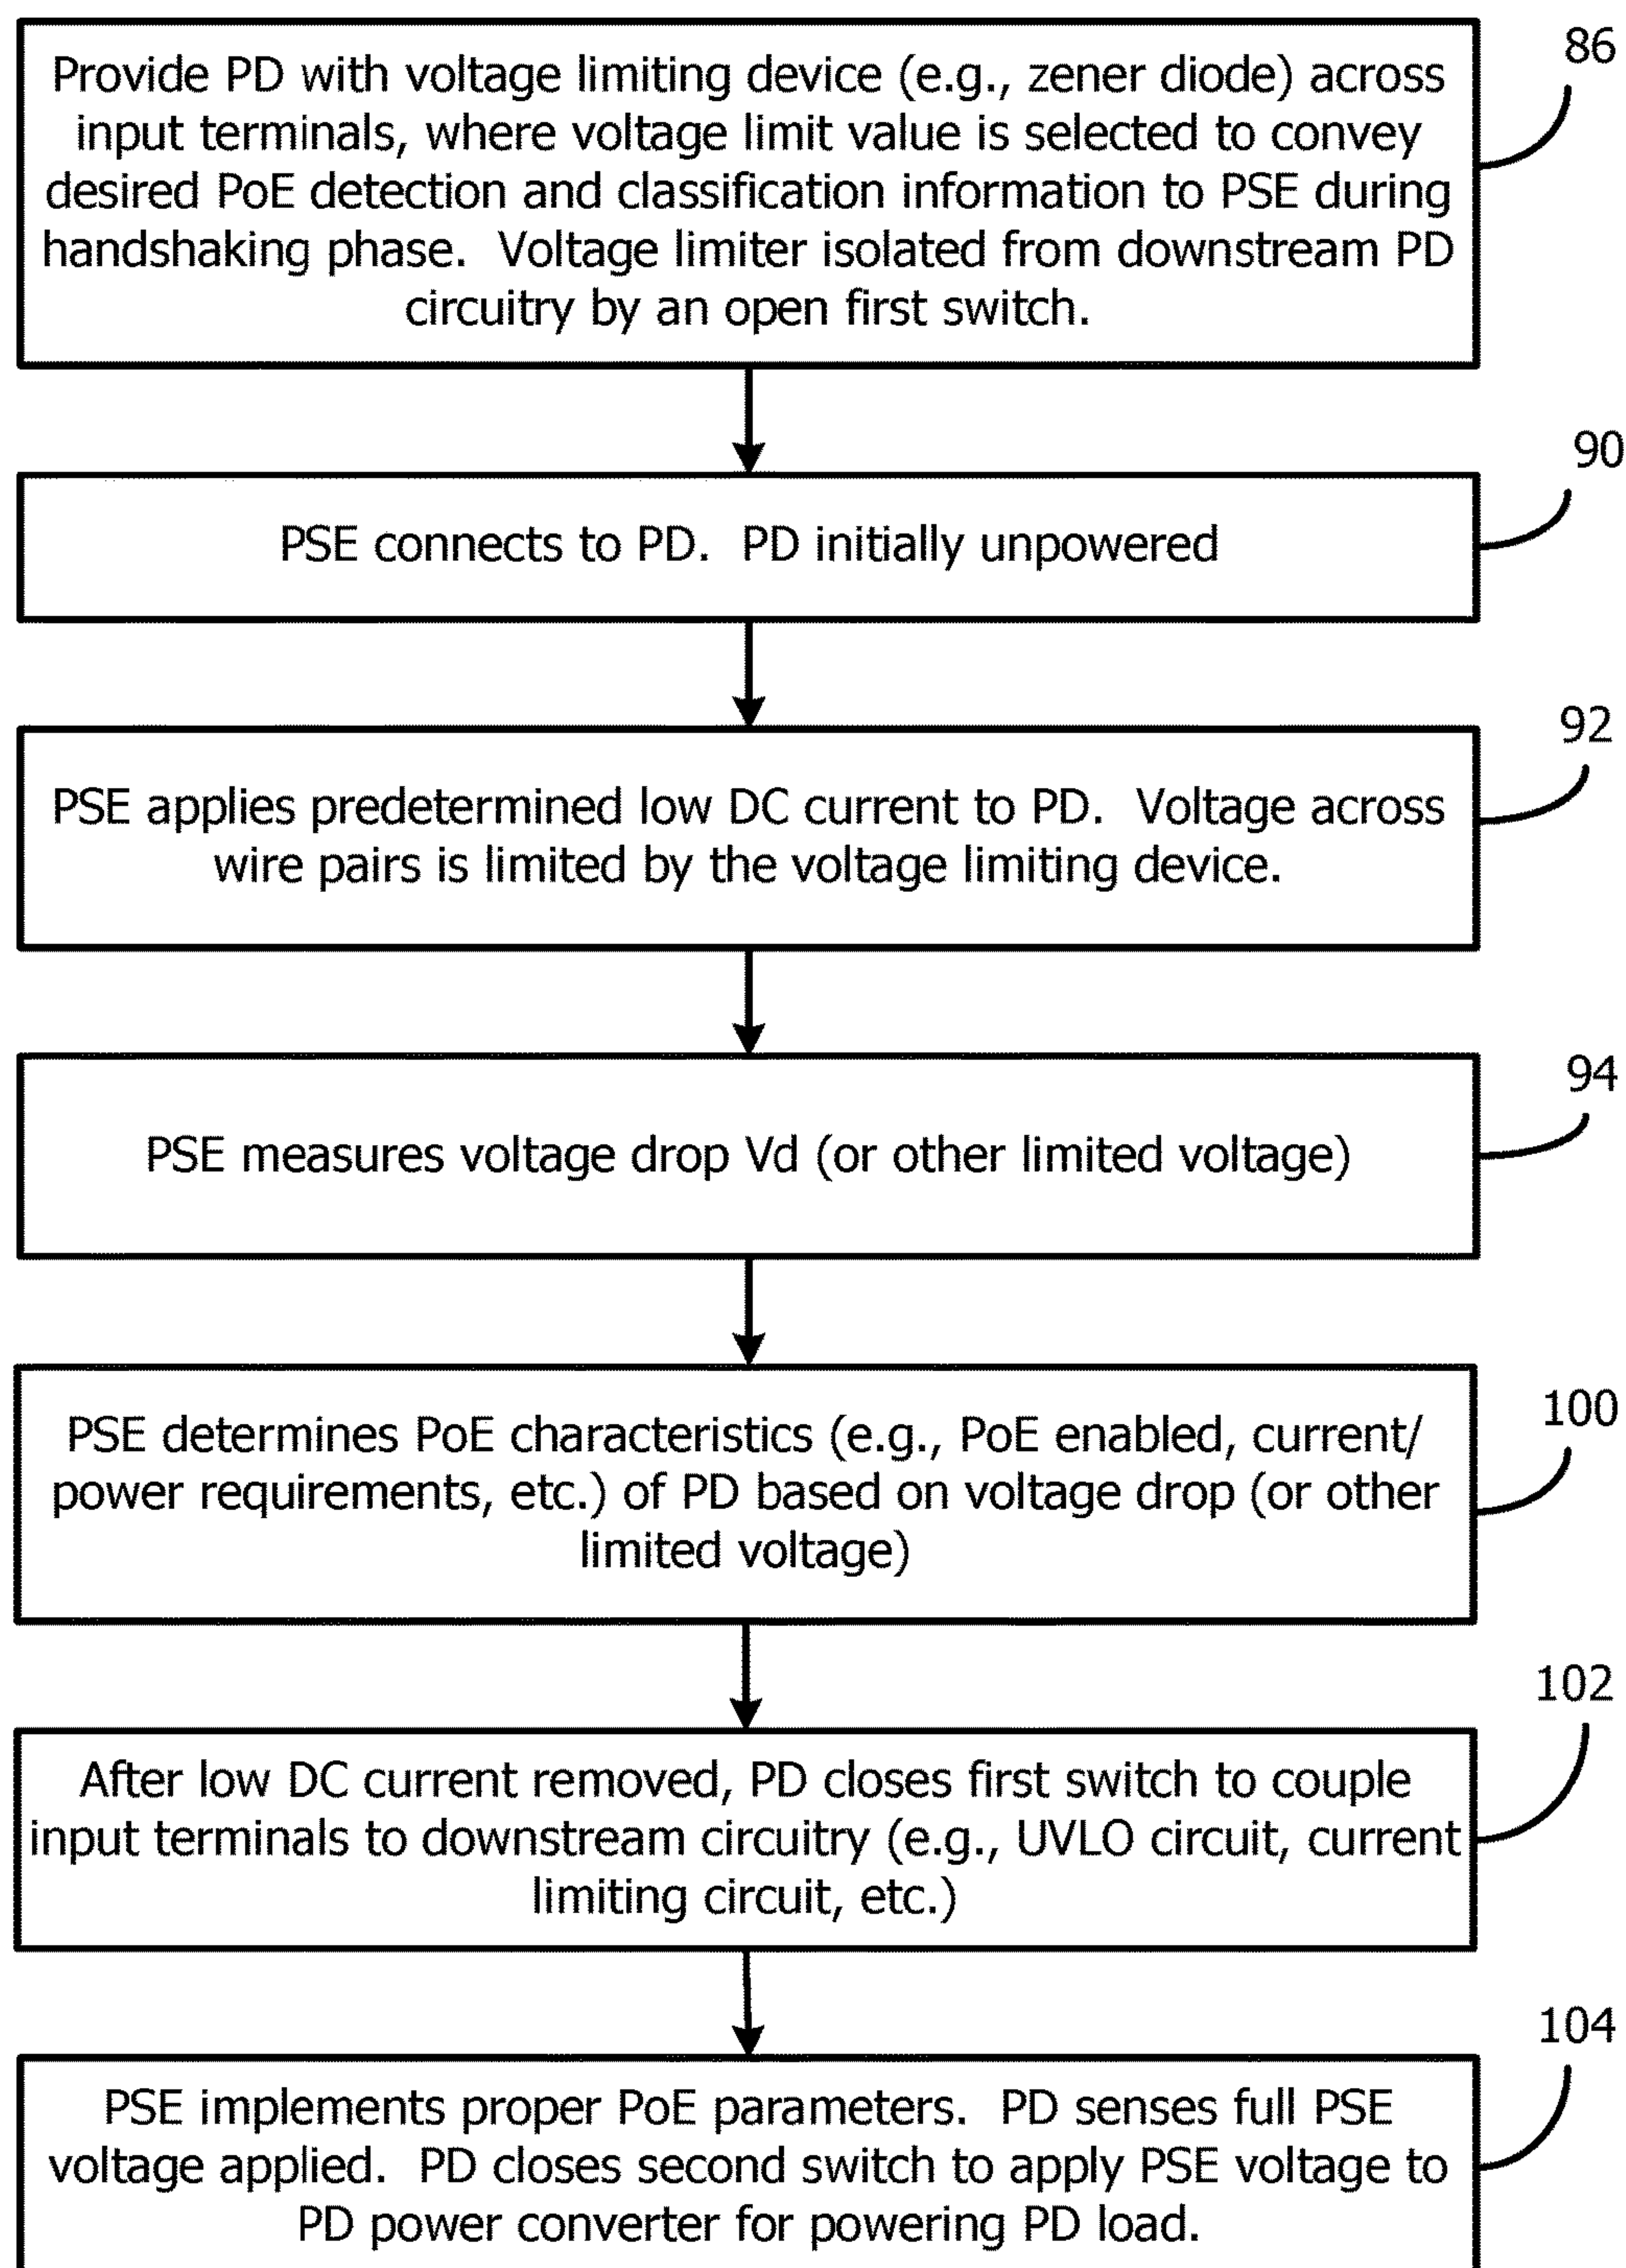 86
Provide PD with voltage limiting device (e.g., zener diode) across
input terminals, where voltage limit value is selected to convey
desired PoE detection and classification information to PSE during
handshaking phase.  Voltage limiter isolated from downstream PD
circuitry by an open first switch.
90
PSE connects to PD.  PD initially unpowered
92
PSE applies predetermined low DC current to PD.  Voltage across
wire pairs is limited by the voltage limiting device.
94
PSE measures voltage drop Vd (or other limited voltage)
100
PSE determines PoE characteristics (e.g., PoE enabled, current/
power requirements, etc.) of PD based on voltage drop (or other
limited voltage)
102
After low DC current removed, PD closes first switch to couple
input terminals to downstream circuitry (e.g., UVLO circuit, current
limiting circuit, etc.)
104
PSE implements proper PoE parameters.  PD senses full PSE
voltage applied.  PD closes second switch to apply PSE voltage to
PD power converter for powering PD load.